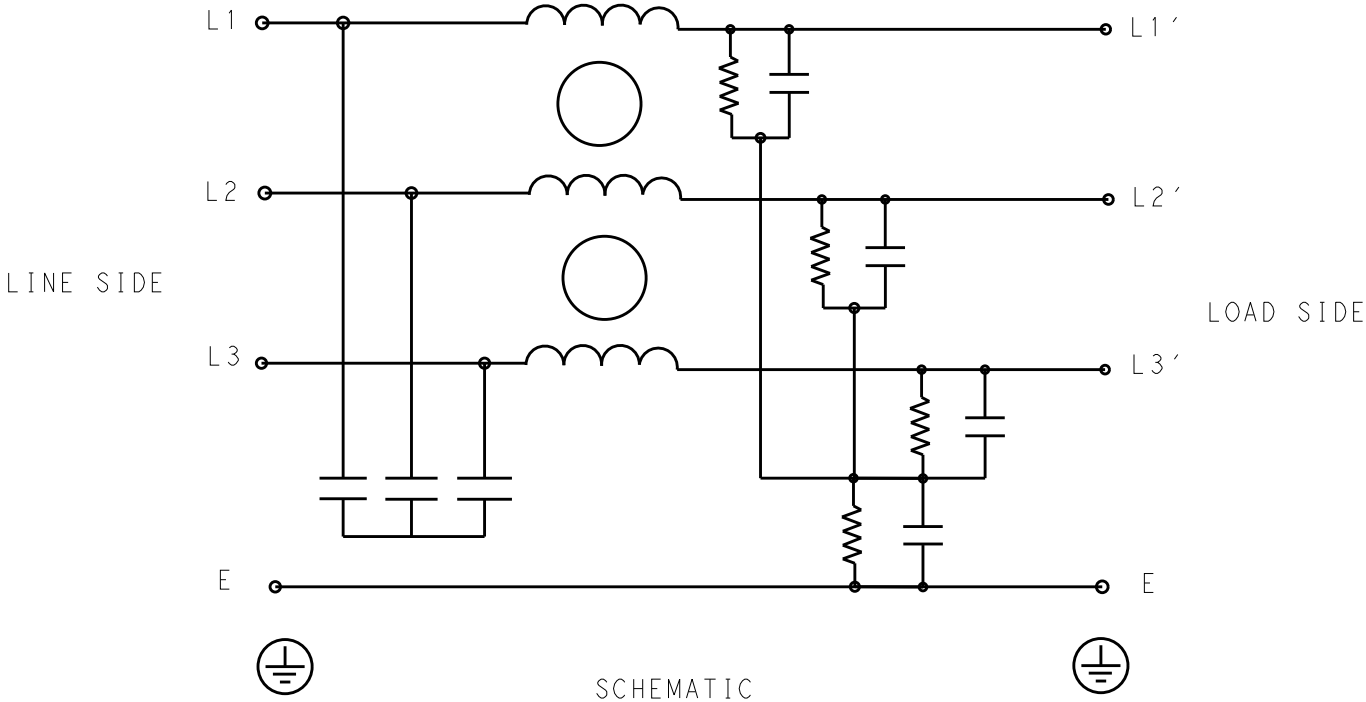 L1
L1'
L2
L2'
LINE SIDE
LOAD SIDE
L3
L3'
E
E
SCHEMATIC